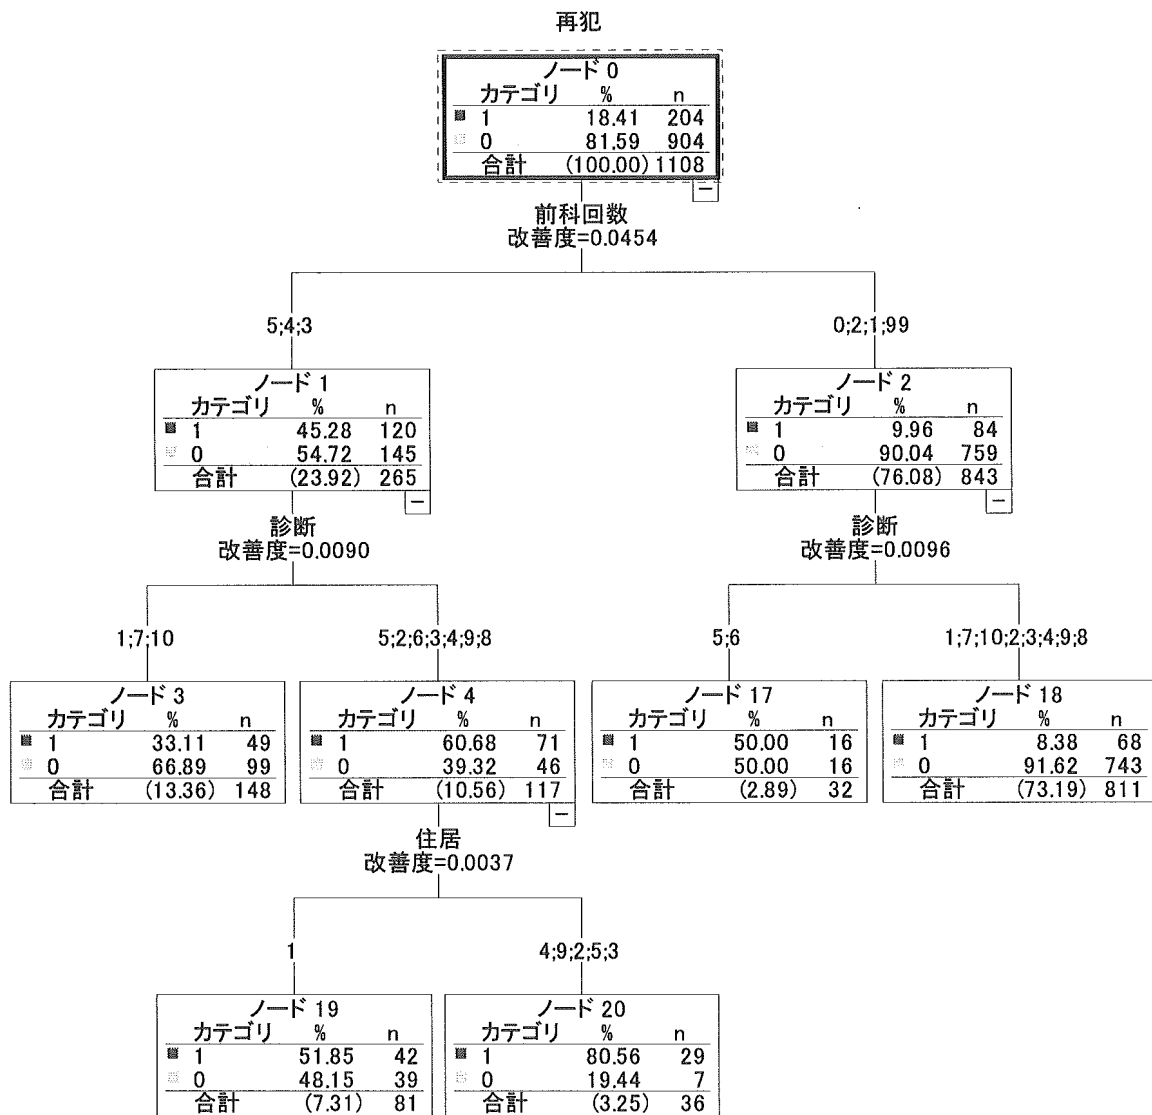 再犯
ノード 0
カテゴリ % n
1 18.41 204
0 81.59 904
合計 (100.00) 1108
前科回数
改善度=0.0454
5;4;3
0;2;1;99
ノード 1
カテゴリ % n
1 45.28 120
0 54.72 145
合計 (23.92) 265
ノード 2
カテゴリ % n
1 9.96 84
0 90.04 759
合計 (76.08) 843
診断
改善度=0.0090
診断
改善度=0.0096
1;7;10
5;2;6;3;4;9;8
5;6
1;7;10;2;3;4;9;8
ノード 3
カテゴリ % n
1 33.11 49
0 66.89 99
合計 (13.36) 148
ノード 4
カテゴリ % n
1 60.68 71
0 39.32 46
合計 (10.56) 117
ノード 17
カテゴリ % n
1 50.00 16
0 50.00 16
合計 (2.89) 32
ノード 18
カテゴリ % n
1 8.38 68
0 91.62 743
合計 (73.19) 811
住居
改善度=0.0037
1
4;9;2;5;3
ノード 19
カテゴリ % n
1 51.85 42
0 48.15 39
合計 (7.31) 81
ノード 20
カテゴリ % n
1 80.56 29
0 19.44 7
合計 (3.25) 36